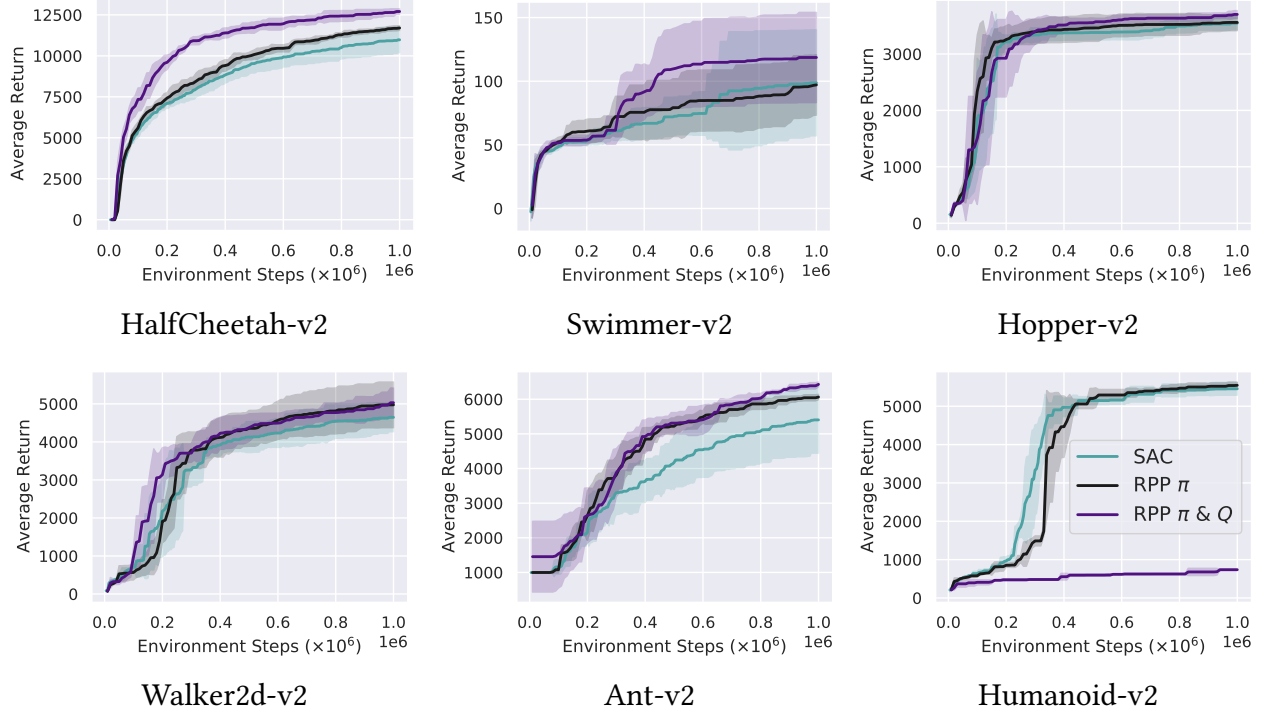 Average Return
12500
10000
7500
5000
2500
0
0.0 0.2 0.4 0.6 0.8 1.0
Environment Steps (×10⁶) 1e6
HalfCheetah-v2
Average Return
150
100
50
0
0.0 0.2 0.4 0.6 0.8 1.0
Environment Steps (×10⁶) 1e6
Swimmer-v2
Average Return
3000
2000
1000
0
0.0 0.2 0.4 0.6 0.8 1.0
Environment Steps (×10⁶) 1e6
Hopper-v2
Average Return
5000
4000
3000
2000
1000
0
0.0 0.2 0.4 0.6 0.8 1.0
Environment Steps (×10⁶) 1e6
Walker2d-v2
Average Return
6000
5000
4000
3000
2000
1000
0.0 0.2 0.4 0.6 0.8 1.0
Environment Steps (×10⁶) 1e6
Ant-v2
Average Return
5000
4000
3000
2000
1000
0
SAC
RPP π
RPP π & Q
0.0 0.2 0.4 0.6 0.8 1.0
Environment Steps (×10⁶) 1e6
Humanoid-v2